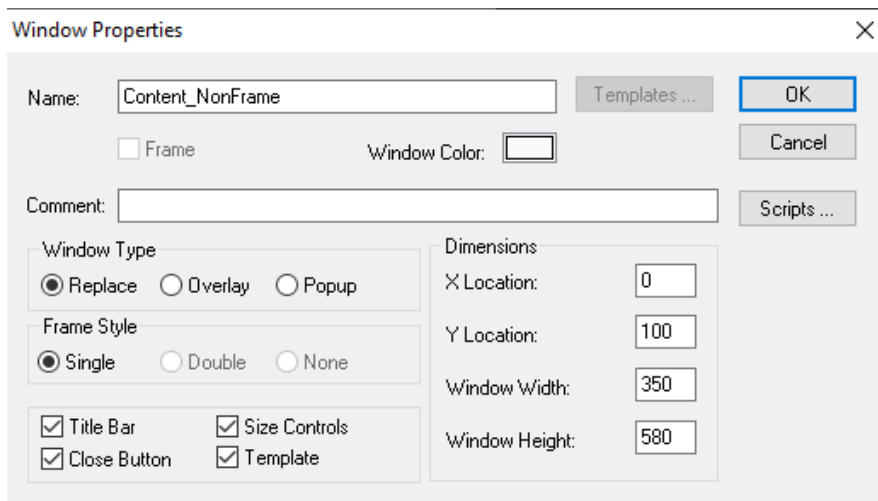 Window Properties
Name: Content_NonFrame Templates ... OK
Frame Window Color: Cancel
Comment: Scripts ...
Window Type
Replace Overlay Popup
Frame Style
Single Double None
Title Bar Size Controls
Close Button Template
Dimensions
X Location: 0
Y Location: 100
Window Width: 350
Window Height: 580